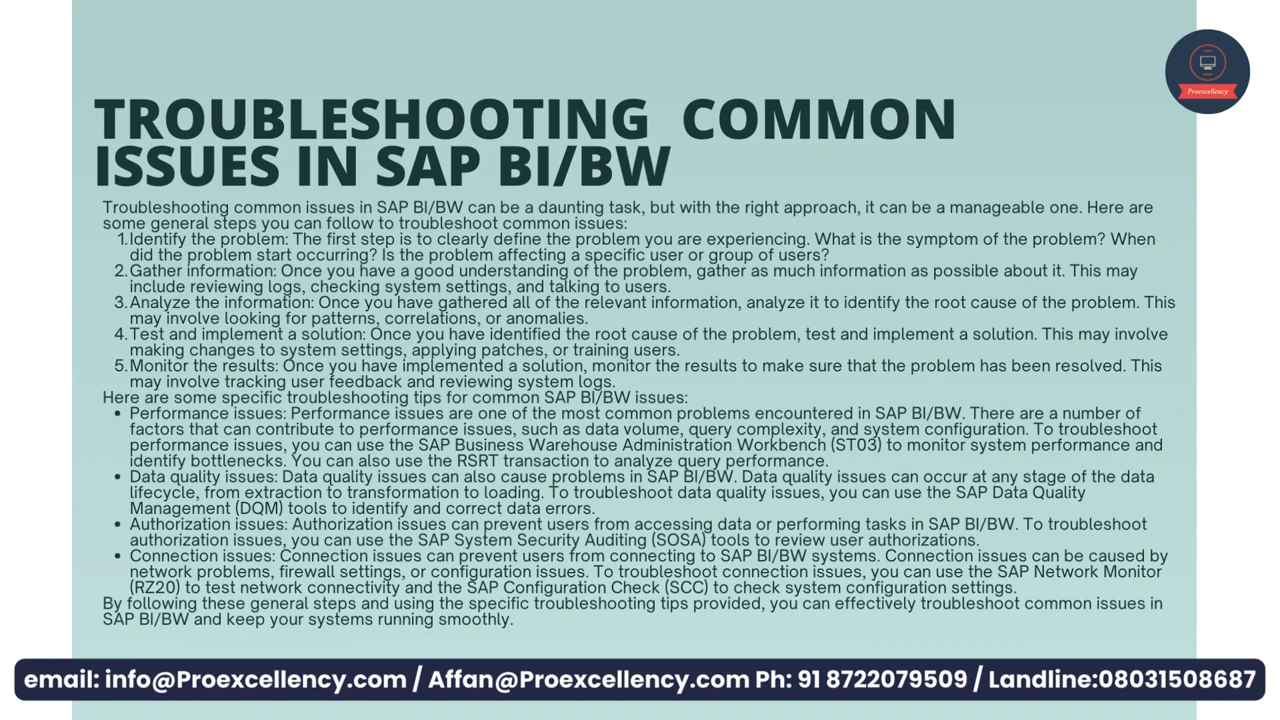 Proexcellency
TROUBLESHOOTING COMMON
ISSUES IN SAP BI/BW
Troubleshooting common issues in SAP BI/BW can be a daunting task, but with the right approach, it can be a manageable one. Here are
some general steps you can follow to troubleshoot common issues:
1. Identify the problem: The first step is to clearly define the problem you are experiencing. What is the symptom of the problem? When
did the problem start occurring? Is the problem affecting a specific user or group of users?
2. Gather information: Once you have a good understanding of the problem, gather as much information as possible about it. This may
include reviewing logs, checking system settings, and talking to users.
3. Analyze the information: Once you have gathered all of the relevant information, analyze it to identify the root cause of the problem. This
may involve looking for patterns, correlations, or anomalies.
4. Test and implement a solution: Once you have identified the root cause of the problem, test and implement a solution. This may involve
making changes to system settings, applying patches, or training users.
5. Monitor the results: Once you have implemented a solution, monitor the results to make sure that the problem has been resolved. This
may involve tracking user feedback and reviewing system logs.
Here are some specific troubleshooting tips for common SAP BI/BW issues:
• Performance issues: Performance issues are one of the most common problems encountered in SAP BI/BW. There are a number of
factors that can contribute to performance issues, such as data volume, query complexity, and system configuration. To troubleshoot
performance issues, you can use the SAP Business Warehouse Administration Workbench (ST03) to monitor system performance and
identify bottlenecks. You can also use the RSRT transaction to analyze query performance.
• Data quality issues: Data quality issues can also cause problems in SAP BI/BW. Data quality issues can occur at any stage of the data
lifecycle, from extraction to transformation to loading. To troubleshoot data quality issues, you can use the SAP Data Quality
Management (DQM) tools to identify and correct data errors.
• Authorization issues: Authorization issues can prevent users from accessing data or performing tasks in SAP BI/BW. To troubleshoot
authorization issues, you can use the SAP System Security Auditing (SOSA) tools to review user authorizations.
• Connection issues: Connection issues can prevent users from connecting to SAP BI/BW systems. Connection issues can be caused by
network problems, firewall settings, or configuration issues. To troubleshoot connection issues, you can use the SAP Network Monitor
(RZ20) to test network connectivity and the SAP Configuration Check (SCC) to check system configuration settings.
By following these general steps and using the specific troubleshooting tips provided, you can effectively troubleshoot common issues in
SAP BI/BW and keep your systems running smoothly.
email: info@Proexcellency.com / Affan@Proexcellency.com Ph: 91 8722079509 / Landline:08031508687